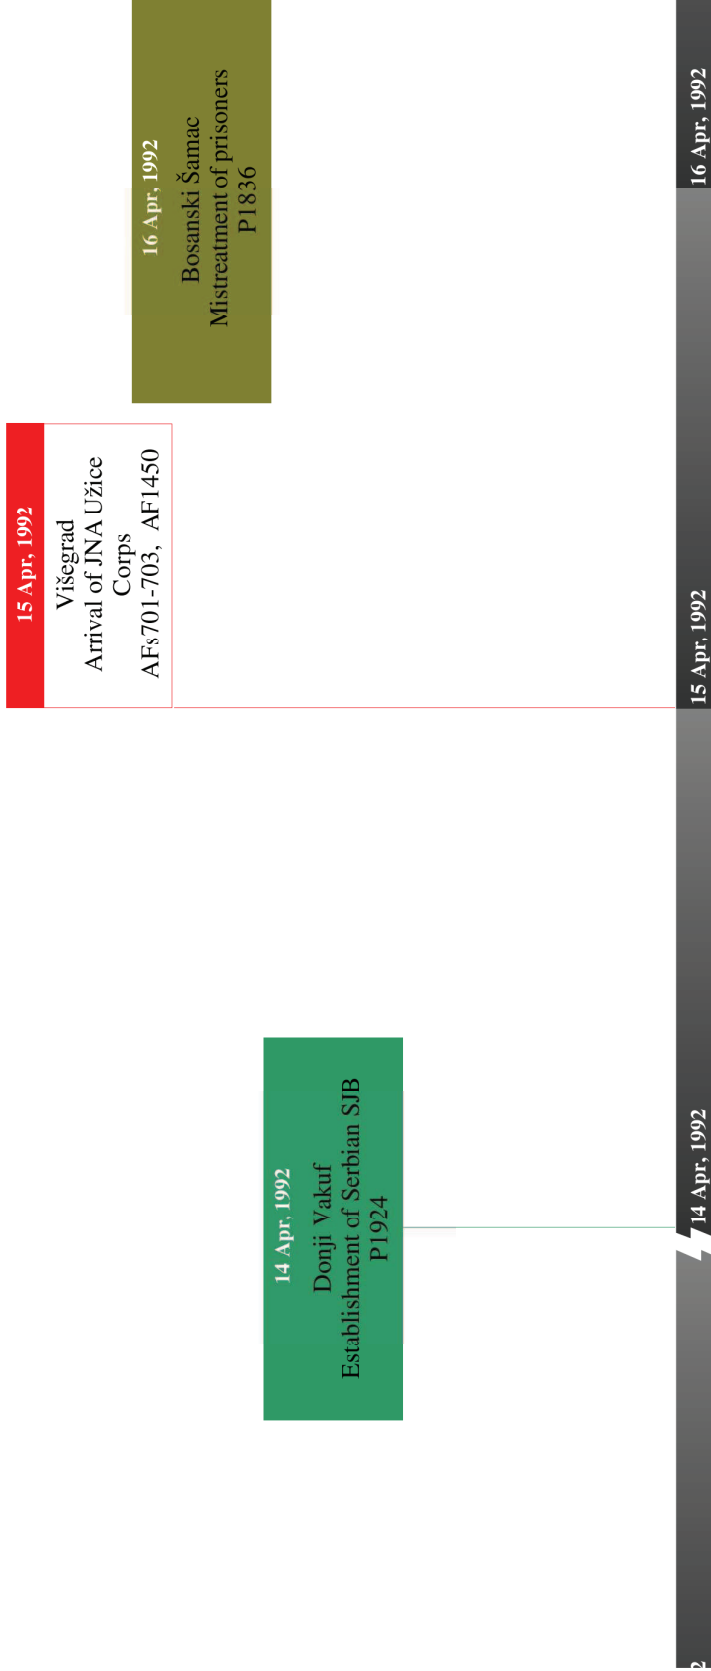 16 Apr, 1992
Bosanski Šamac
Mistreatment of prisoners
P1836
15 Apr, 1992
Višegrad
Arrival of JNA Užice
Corps
AFs701-703, AF1450
14 Apr, 1992
Donji Vakuf
Establishment of Serbian SJB
P1924
14 Apr, 1992
15 Apr, 1992
16 Apr, 1992